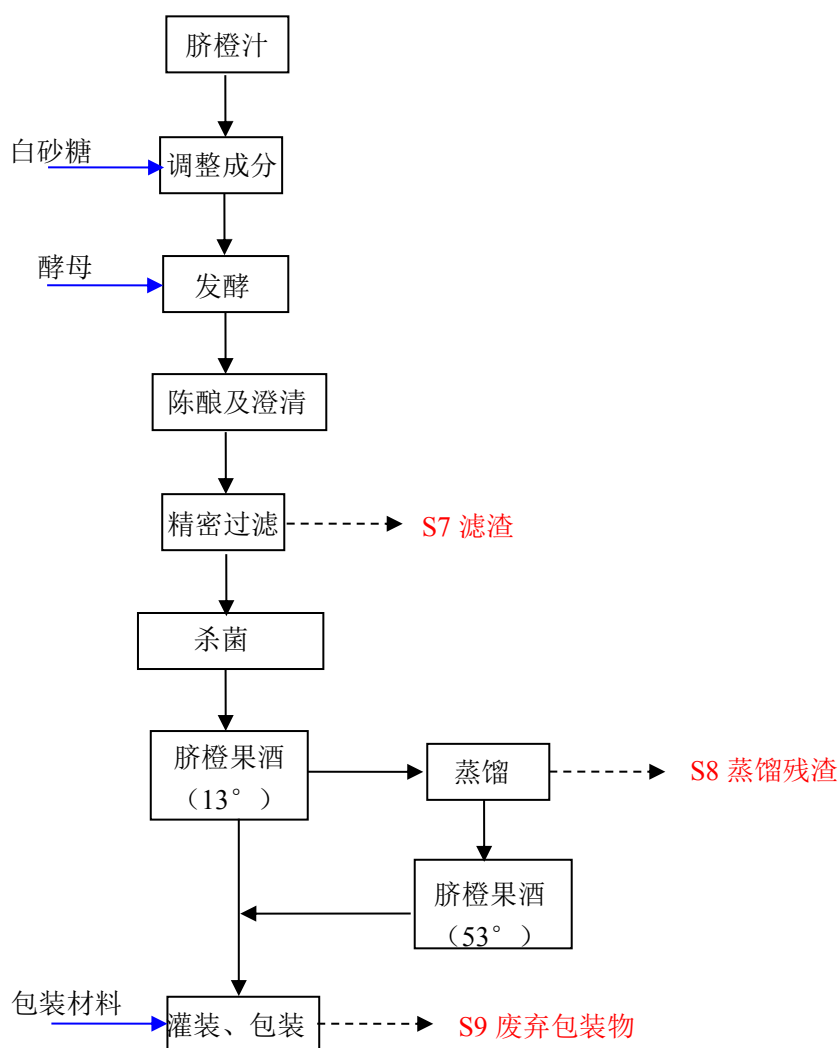 脐橙汁
白砂糖
调整成分
酵母
发酵
陈酿及澄清
精密过滤
S7 滤渣
杀菌
脐橙果酒
（13°）
蒸馏
S8 蒸馏残渣
脐橙果酒
（53°）
包装材料
灌装、包装
S9 废弃包装物